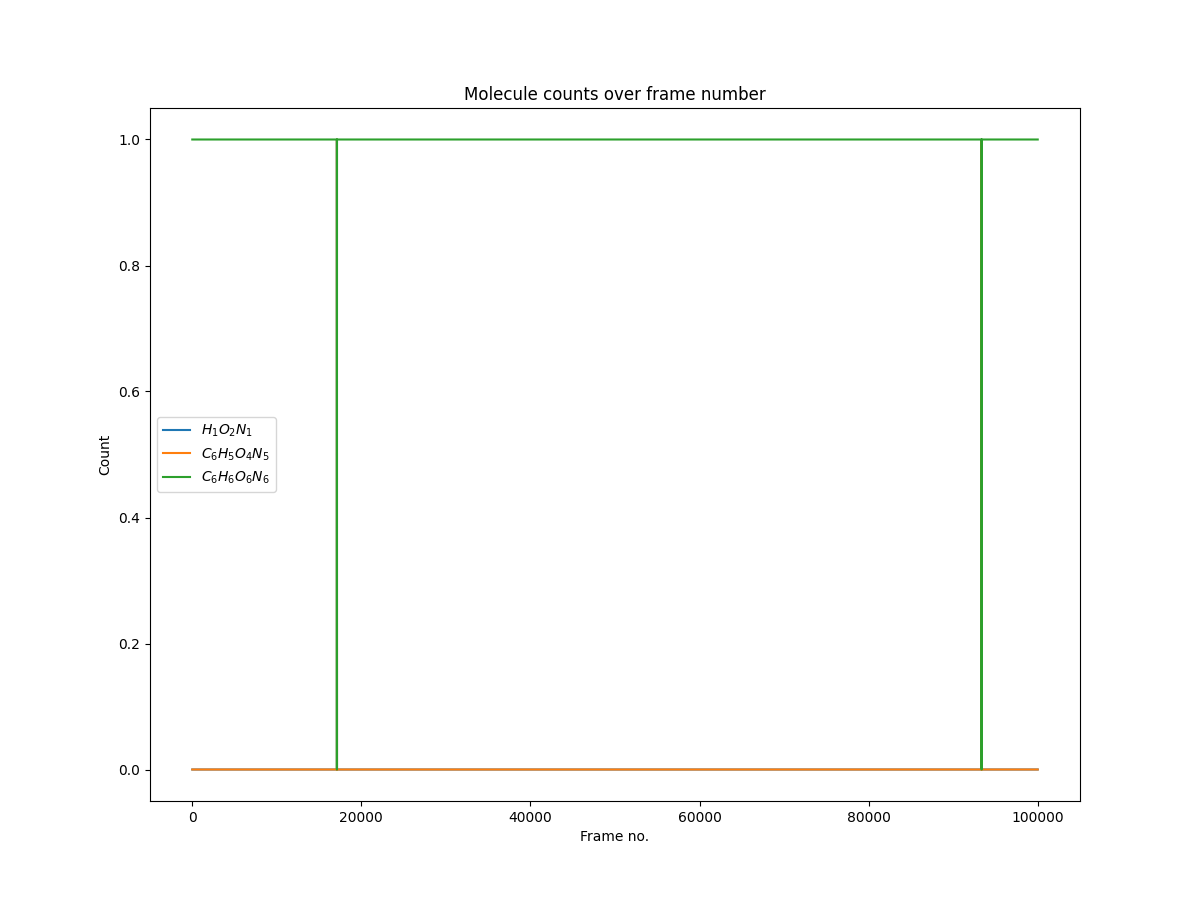 Molecule counts over frame number
1.0
0.8
0.6
0.4
0.2
0.0
Count
H₁O₂N₁
C₆H₅O₄N₅
C₆H₆O₆N₆
0 20000 40000 60000 80000 100000
Frame no.